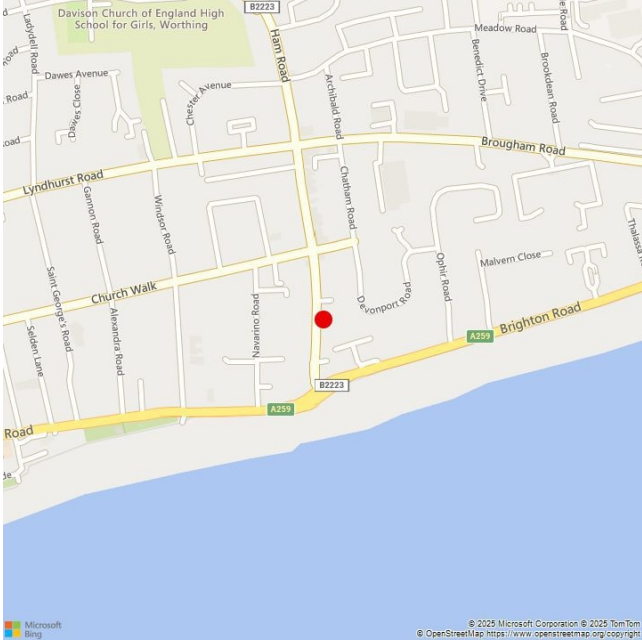 B2223
Davison Church of England High
School for Girls, Worthing
Ladydell Road
Dawes Avenue
Dawes Close
Road
Chester Avenue
Ham Road
Archibald Road
Meadow Road
Benedict Drive
Brookdean Road
Road
Road
Brougham Road
Lyndhurst Road
Gannon Road
Windsor Road
Chatham Road
Ophir Road
Malvern Close
Thalassa
Saint George's Road
Church Walk
Devonport Road
Selden Lane
Alexandra Road
Navarino Road
A259
Brighton Road
B2223
A259
Road
Microsoft
Bing
© 2025 Microsoft Corporation © 2025 TomTom
© OpenStreetMap https://www.openstreetmap.org/copyright